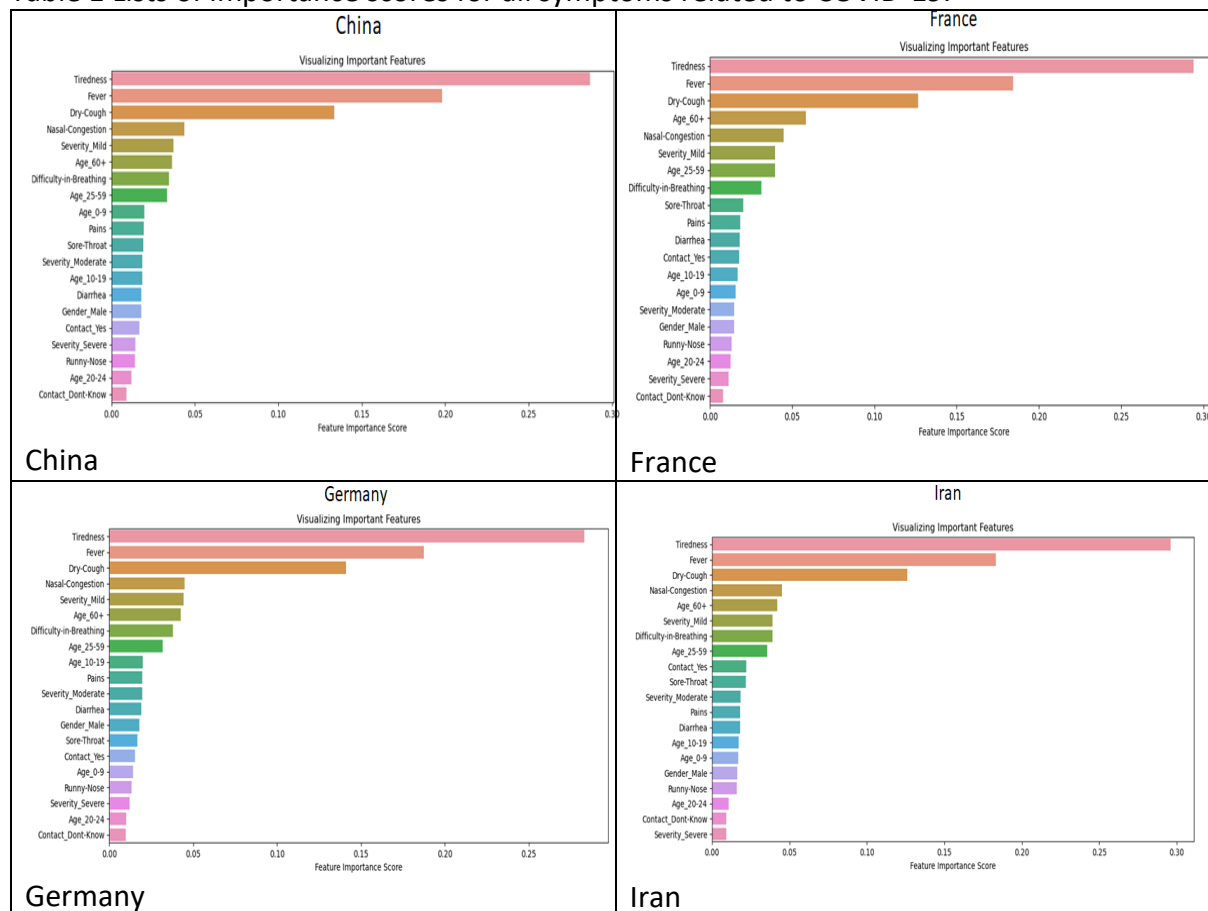 China
Visualizing Important Features
Tiredness
Fever
Dry-Cough
Nasal-Congestion
Severity_Mild
Age_60+
Difficulty-in-Breathing
Age_25-59
Age_0-9
Pains
Sore-Throat
Severity_Moderate
Age_10-19
Diarrhea
Gender_Male
Contact_Yes
Severity_Severe
Runny-Nose
Age_20-24
Contact_Dont-Know
0.00 0.05 0.10 0.15 0.20 0.25 0.30
Feature Importance Score
China
France
Visualizing Important Features
Tiredness
Fever
Dry-Cough
Age_60+
Nasal-Congestion
Severity_Mild
Age_25-59
Difficulty-in-Breathing
Sore-Throat
Pains
Diarrhea
Contact_Yes
Age_10-19
Age_0-9
Severity_Moderate
Gender_Male
Runny-Nose
Age_20-24
Severity_Severe
Contact_Dont-Know
0.00 0.05 0.10 0.15 0.20 0.25 0.30
Feature Importance Score
France
Germany
Visualizing Important Features
Tiredness
Fever
Dry-Cough
Nasal-Congestion
Severity_Mild
Age_60+
Difficulty-in-Breathing
Age_25-59
Age_10-19
Pains
Severity_Moderate
Diarrhea
Gender_Male
Sore-Throat
Contact_Yes
Age_0-9
Runny-Nose
Severity_Severe
Age_20-24
Contact_Dont-Know
0.00 0.05 0.10 0.15 0.20 0.25
Feature Importance Score
Germany
Iran
Visualizing Important Features
Tiredness
Fever
Dry-Cough
Nasal-Congestion
Age_60+
Severity_Mild
Difficulty-in-Breathing
Age_25-59
Contact_Yes
Sore-Throat
Severity_Moderate
Pains
Diarrhea
Age_10-19
Age_0-9
Gender_Male
Runny-Nose
Age_20-24
Contact_Dont-Know
Severity_Severe
0.00 0.05 0.10 0.15 0.20 0.25 0.30
Feature Importance Score
Iran